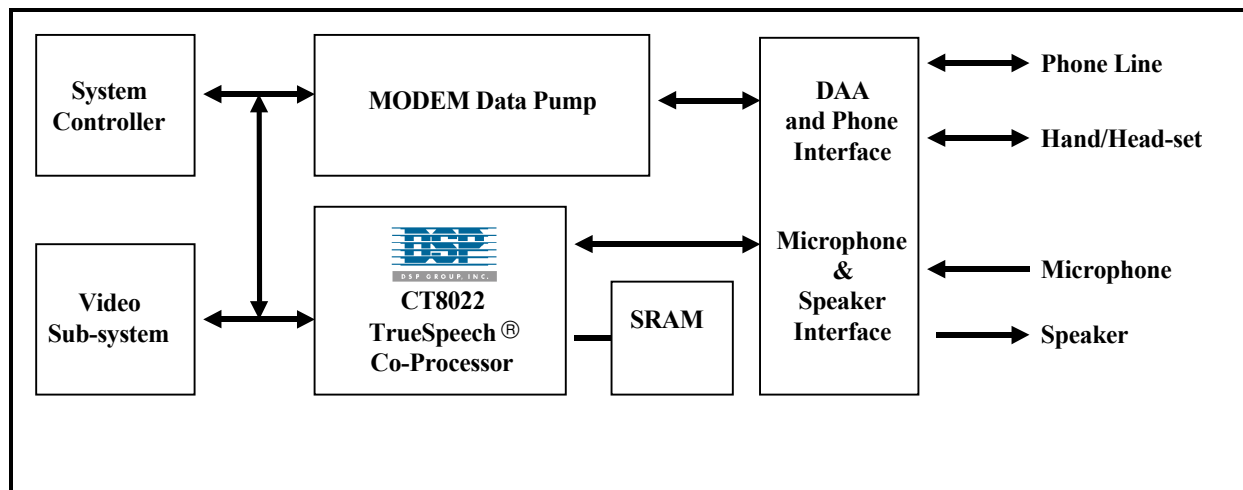 System
Controller
MODEM Data Pump
DAA
and Phone
Interface
Microphone
&
Speaker
Interface
Phone Line
Hand/Head-set
Microphone
Speaker
Video
Sub-system
DSP
DSP GROUP, INC.
CT8022
TrueSpeech ®
Co-Processor
SRAM